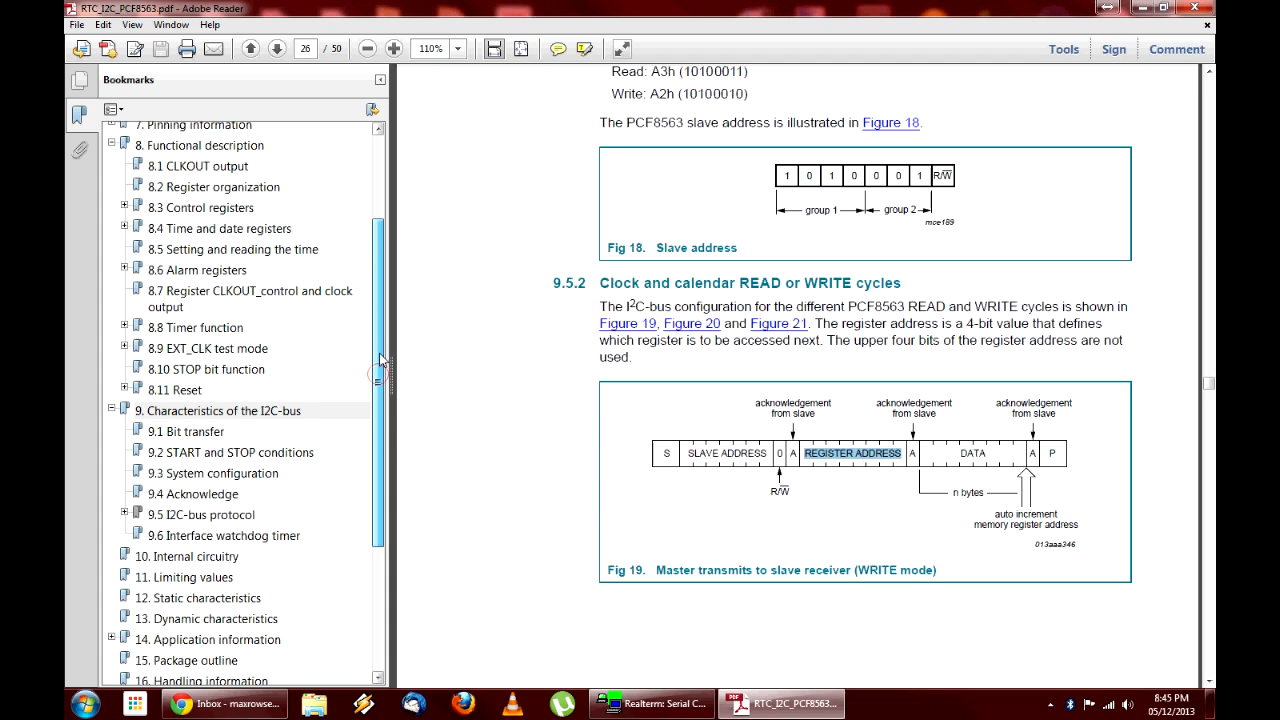 RTC_I2C_PCF8563.pdf - Adobe Reader
File Edit View Window Help
26 / 50 110% Tools Sign Comment
Bookmarks
7. Pinning information
8. Functional description
8.1 CLKOUT output
8.2 Register organization
8.3 Control registers
8.4 Time and date registers
8.5 Setting and reading the time
8.6 Alarm registers
8.7 Register CLKOUT_control and clock
output
8.8 Timer function
8.9 EXT_CLK test mode
8.10 STOP bit function
8.11 Reset
9. Characteristics of the I2C-bus
9.1 Bit transfer
9.2 START and STOP conditions
9.3 System configuration
9.4 Acknowledge
9.5 I2C-bus protocol
9.6 Interface watchdog timer
10. Internal circuitry
11. Limiting values
12. Static characteristics
13. Dynamic characteristics
14. Application information
15. Package outline
16. Handling information
Read: A3h (10100011)
Write: A2h (10100010)
The PCF8563 slave address is illustrated in Figure 18.
1 0 1 0 0 0 1 R/W̅
group 1 group 2
mce189
Fig 18. Slave address
9.5.2 Clock and calendar READ or WRITE cycles
The I²C-bus configuration for the different PCF8563 READ and WRITE cycles is shown in
Figure 19, Figure 20 and Figure 21. The register address is a 4-bit value that defines
which register is to be accessed next. The upper four bits of the register address are not
used.
acknowledgement acknowledgement acknowledgement
from slave from slave from slave
S SLAVE ADDRESS 0 A REGISTER ADDRESS A DATA A P
R/W̅
n bytes
auto increment
memory register address
013aaa346
Fig 19. Master transmits to slave receiver (WRITE mode)
Inbox - maxrowse... Realterm: Serial C... RTC_I2C_PCF8563...
8:45 PM
05/12/2013